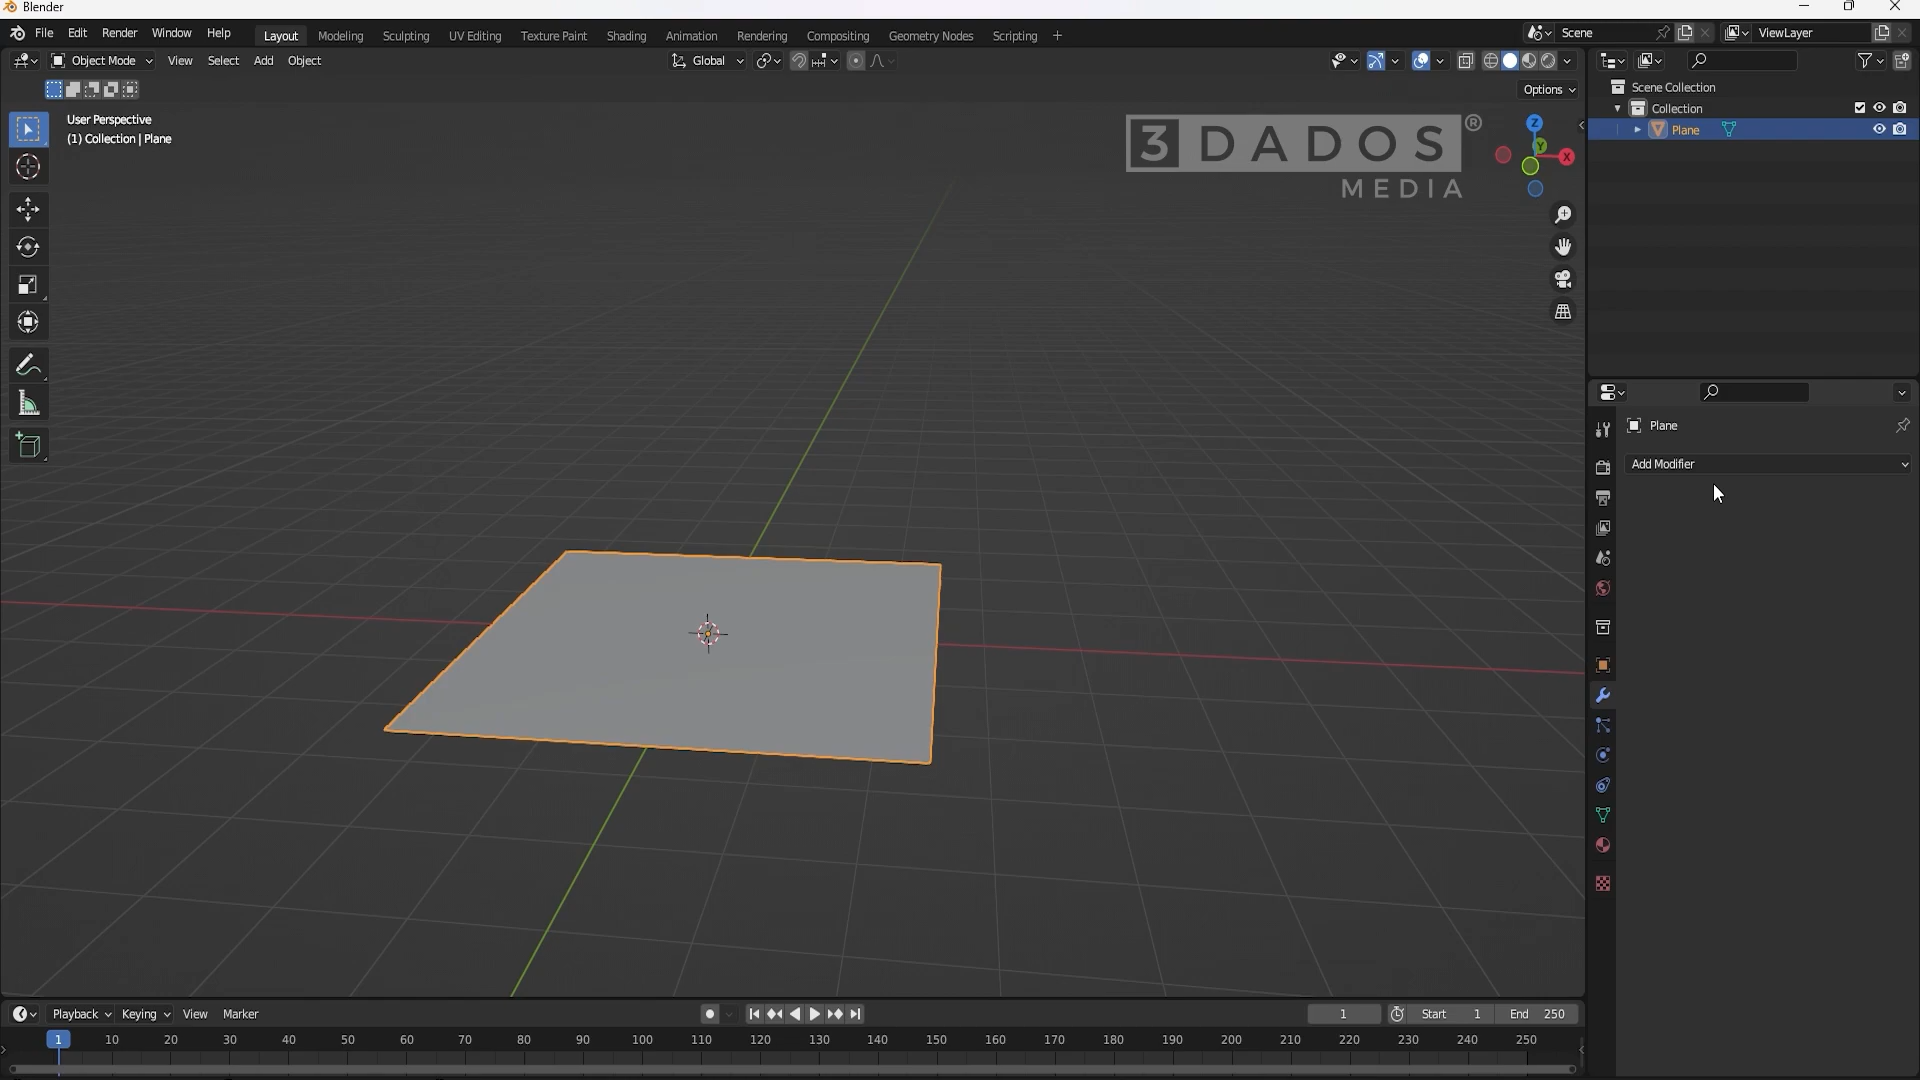 Blender
File Edit Render Window Help Layout Modeling Sculpting UV Editing Texture Paint Shading Animation Rendering Compositing Geometry Nodes Scripting + Scene ViewLayer
Object Mode View Select Add Object Global
Options
User Perspective
(1) Collection | Plane
3 DADOS ®
MEDIA
Z
Y
X
Scene Collection
Collection
Plane
Plane
Add Modifier
Playback Keying View Marker 1 Start 1 End 250
1 10 20 30 40 50 60 70 80 90 100 110 120 130 140 150 160 170 180 190 200 210 220 230 240 250